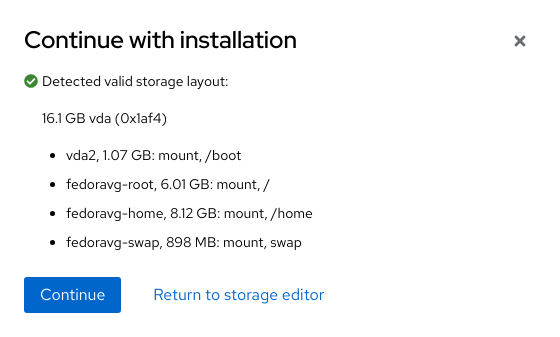 Continue with installation
Detected valid storage layout:
16.1 GB vda (0x1af4)
vda2, 1.07 GB: mount, /boot
fedoravg-root, 6.01 GB: mount, /
fedoravg-home, 8.12 GB: mount, /home
fedoravg-swap, 898 MB: mount, swap
Continue Return to storage editor